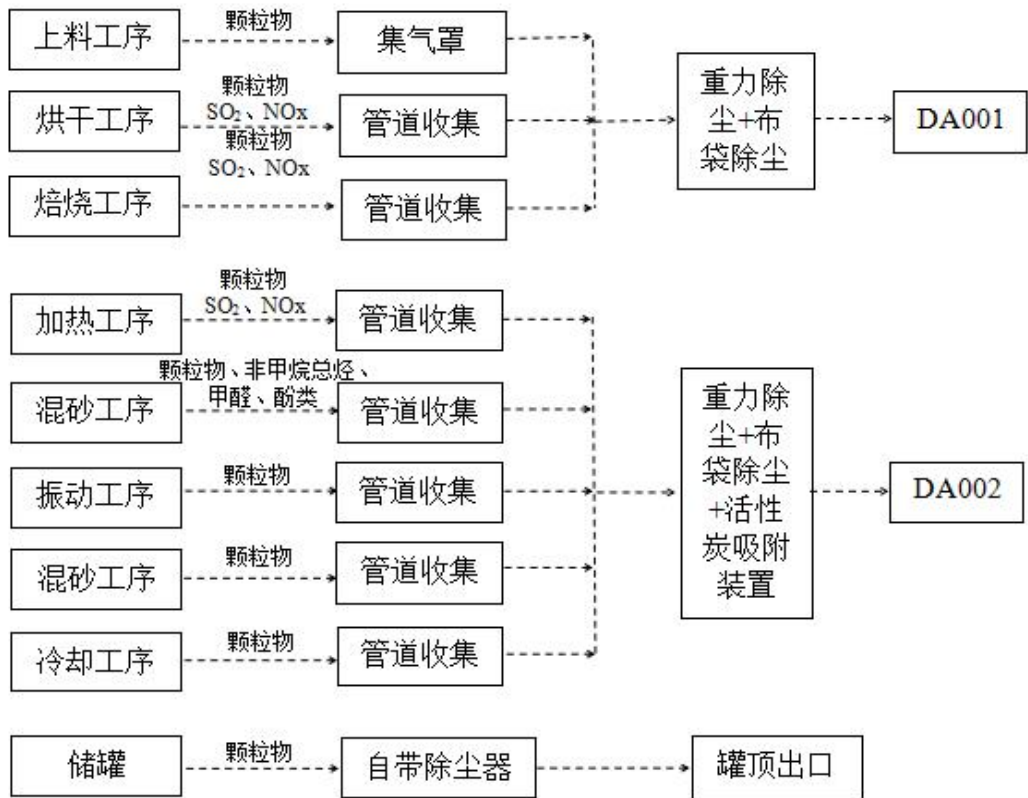 上料工序
颗粒物
集气罩
烘干工序
颗粒物
SO₂、NOx
管道收集
焙烧工序
颗粒物
SO₂、NOx
管道收集
重力除
尘+布
袋除尘
DA001
加热工序
颗粒物
SO₂、NOx
管道收集
混砂工序
颗粒物、非甲烷总烃、
甲醛、酚类
管道收集
振动工序
颗粒物
管道收集
混砂工序
颗粒物
管道收集
冷却工序
颗粒物
管道收集
重力除
尘+布
袋除尘
+活性
炭吸附
装置
DA002
储罐
颗粒物
自带除尘器
罐顶出口